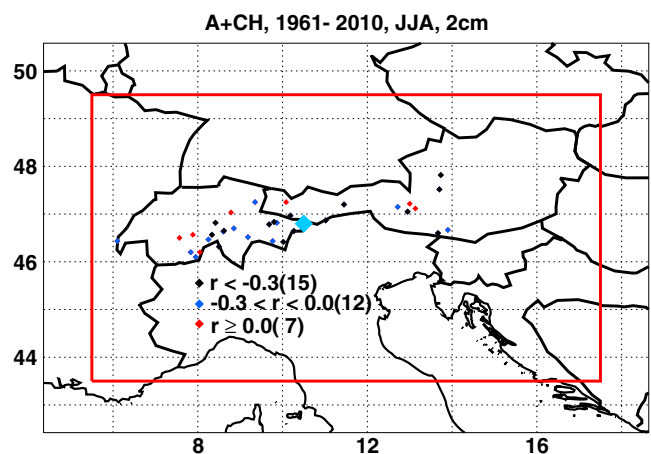 A+CH, 1961- 2010, JJA, 2cm
50
48
46
44
r < -0.3(15)
-0.3 < r < 0.0(12)
r ≥ 0.0( 7)
8
12
16